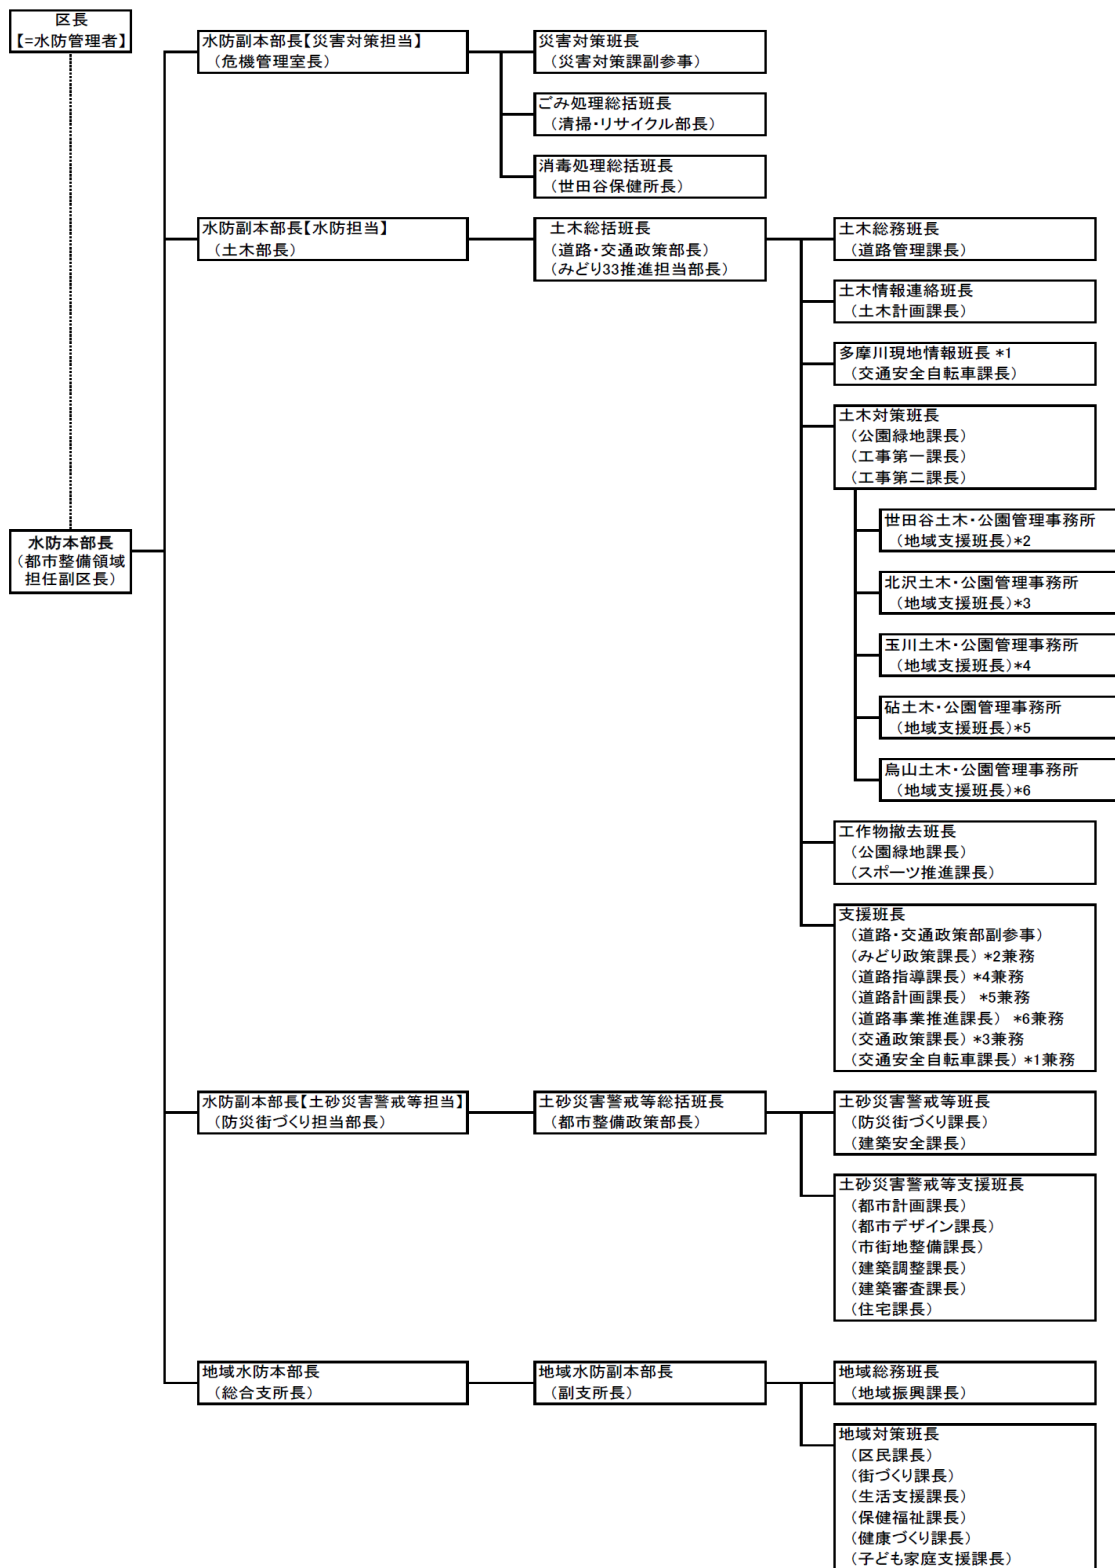 区長
【=水防管理者】
水防副本部長【災害対策担当】
（危機管理室長）
災害対策班長
（災害対策課副参事）
ごみ処理総括班長
（清掃・リサイクル部長）
消毒処理総括班長
（世田谷保健所長）
水防副本部長【水防担当】
（土木部長）
土木総括班長
（道路・交通政策部長）
（みどり33推進担当部長）
土木総務班長
（道路管理課長）
土木情報連絡班長
（土木計画課長）
多摩川現地情報班長 *1
（交通安全自転車課長）
土木対策班長
（公園緑地課長）
（工事第一課長）
（工事第二課長）
水防本部長
（都市整備領域
担任副区長）
世田谷土木・公園管理事務所
（地域支援班長）*2
北沢土木・公園管理事務所
（地域支援班長）*3
玉川土木・公園管理事務所
（地域支援班長）*4
砧土木・公園管理事務所
（地域支援班長）*5
烏山土木・公園管理事務所
（地域支援班長）*6
工作物撤去班長
（公園緑地課長）
（スポーツ推進課長）
支援班長
（道路・交通政策部副参事）
（みどり政策課長）*2兼務
（道路指導課長）*4兼務
（道路計画課長） *5兼務
（道路事業推進課長） *6兼務
（交通政策課長）*3兼務
（交通安全自転車課長）*1兼務
水防副本部長【土砂災害警戒等担当】
（防災街づくり担当部長）
土砂災害警戒等総括班長
（都市整備政策部長）
土砂災害警戒等班長
（防災街づくり課長）
（建築安全課長）
土砂災害警戒等支援班長
（都市計画課長）
（都市デザイン課長）
（市街地整備課長）
（建築調整課長）
（建築審査課長）
（住宅課長）
地域水防本部長
（総合支所長）
地域水防副本部長
（副支所長）
地域総務班長
（地域振興課長）
地域対策班長
（区民課長）
（街づくり課長）
（生活支援課長）
（保健福祉課長）
（健康づくり課長）
（子ども家庭支援課長）